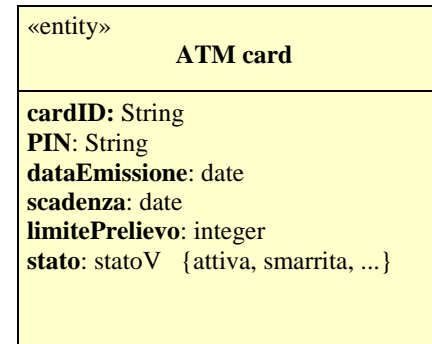 «entity»
ATM card
cardID: String
PIN: String
dataEmissione: date
scadenza: date
limitePrelievo: integer
stato: statoV {attiva, smarrita, ...}